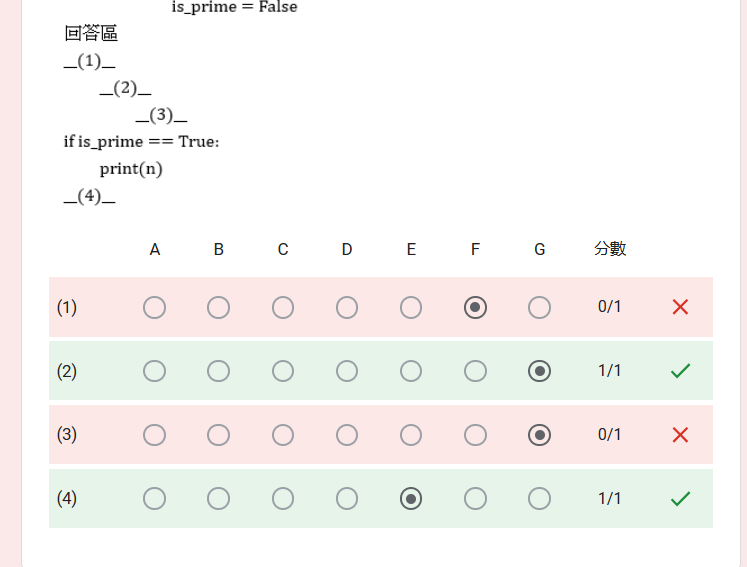 is_prime = False
回答區
__(1)__
__(2)__
__(3)__
if is_prime == True:
print(n)
__(4)__
A B C D E F G 分數
(1) 0/1
(2) 1/1
(3) 0/1
(4) 1/1